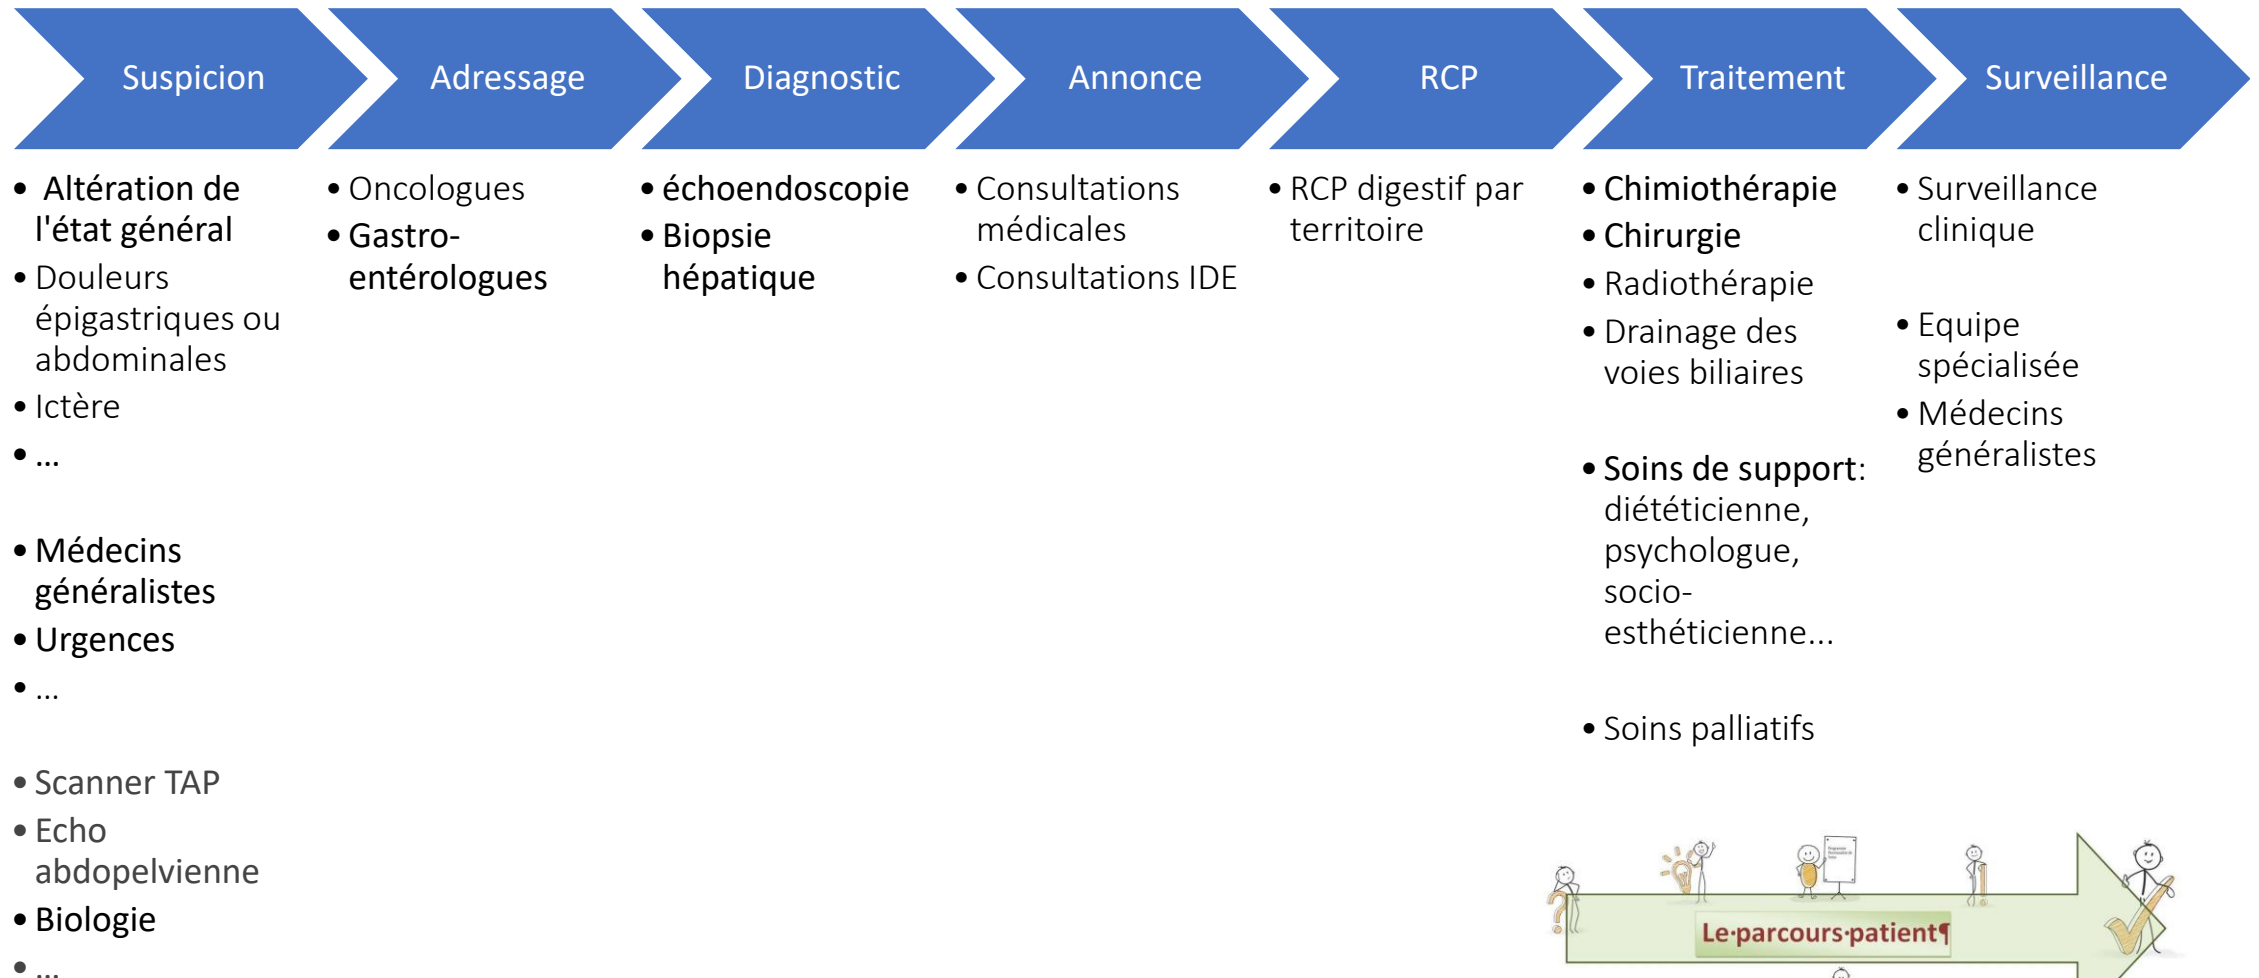 Suspicion
Adressage
Diagnostic
Annonce
RCP
Traitement
Surveillance
• Altération de
l'état général
• Douleurs
épigastriques ou
abdominales
• Ictère
• ...
• Médecins
généralistes
• Urgences
• ...
• Scanner TAP
• Echo
abdopelvienne
• Biologie
• ...
• Oncologues
• Gastro-
entérologues
• échoendoscopie
• Biopsie
hépatique
• Consultations
médicales
• Consultations IDE
• RCP digestif par
territoire
• Chimiothérapie
• Chirurgie
• Radiothérapie
• Drainage des
voies biliaires
• Soins de support:
diététicienne,
psychologue,
socio-
esthéticienne...
• Soins palliatifs
• Surveillance
clinique
• Equipe
spécialisée
• Médecins
généralistes
Le·parcours·patient¶